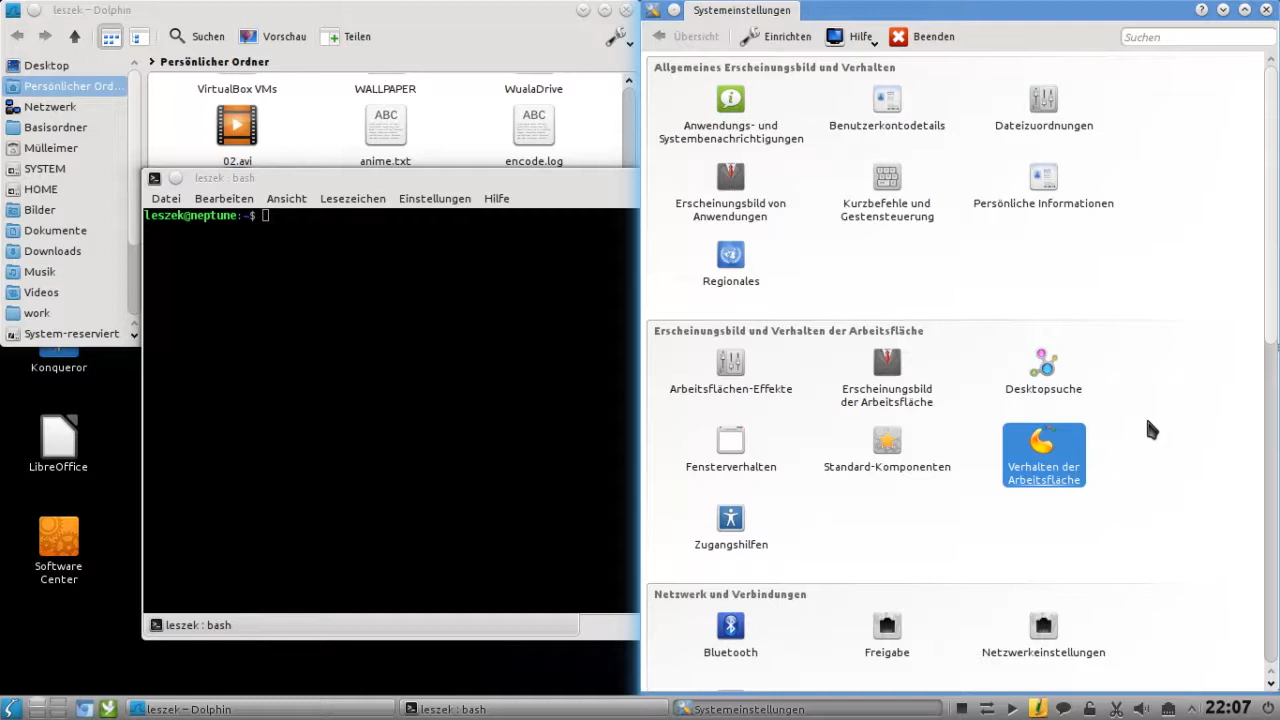 leszek – Dolphin
Suchen
Vorschau
Teilen
Desktop
Persönlicher Ord...
Netzwerk
Basisordner
Mülleimer
SYSTEM
HOME
Bilder
Dokumente
Downloads
Musik
Videos
work
System-reserviert
Persönlicher Ordner
VirtualBox VMs
WALLPAPER
WualaDrive
ABC
ABC
02.avi
anime.txt
encode.log
leszek : bash
Datei
Bearbeiten
Ansicht
Lesezeichen
Einstellungen
Hilfe
leszek@neptune:~$
leszek : bash
Konqueror
LibreOffice
Software
Center
Systemeinstellungen
Übersicht
Einrichten
Hilfe
Beenden
Suchen
Allgemeines Erscheinungsbild und Verhalten
Anwendungs- und
Systembenachrichtigungen
Benutzerkontodetails
Dateizuordnungen
Erscheinungsbild von
Anwendungen
Kurzbefehle und
Gestensteuerung
Persönliche Informationen
Regionales
Erscheinungsbild und Verhalten der Arbeitsfläche
Arbeitsflächen-Effekte
Erscheinungsbild
der Arbeitsfläche
Desktopsuche
Fensterverhalten
Standard-Komponenten
Verhalten der
Arbeitsfläche
Zugangshilfen
Netzwerk und Verbindungen
Bluetooth
Freigabe
Netzwerkeinstellungen
leszek – Dolphin
leszek : bash
Systemeinstellungen
22:07